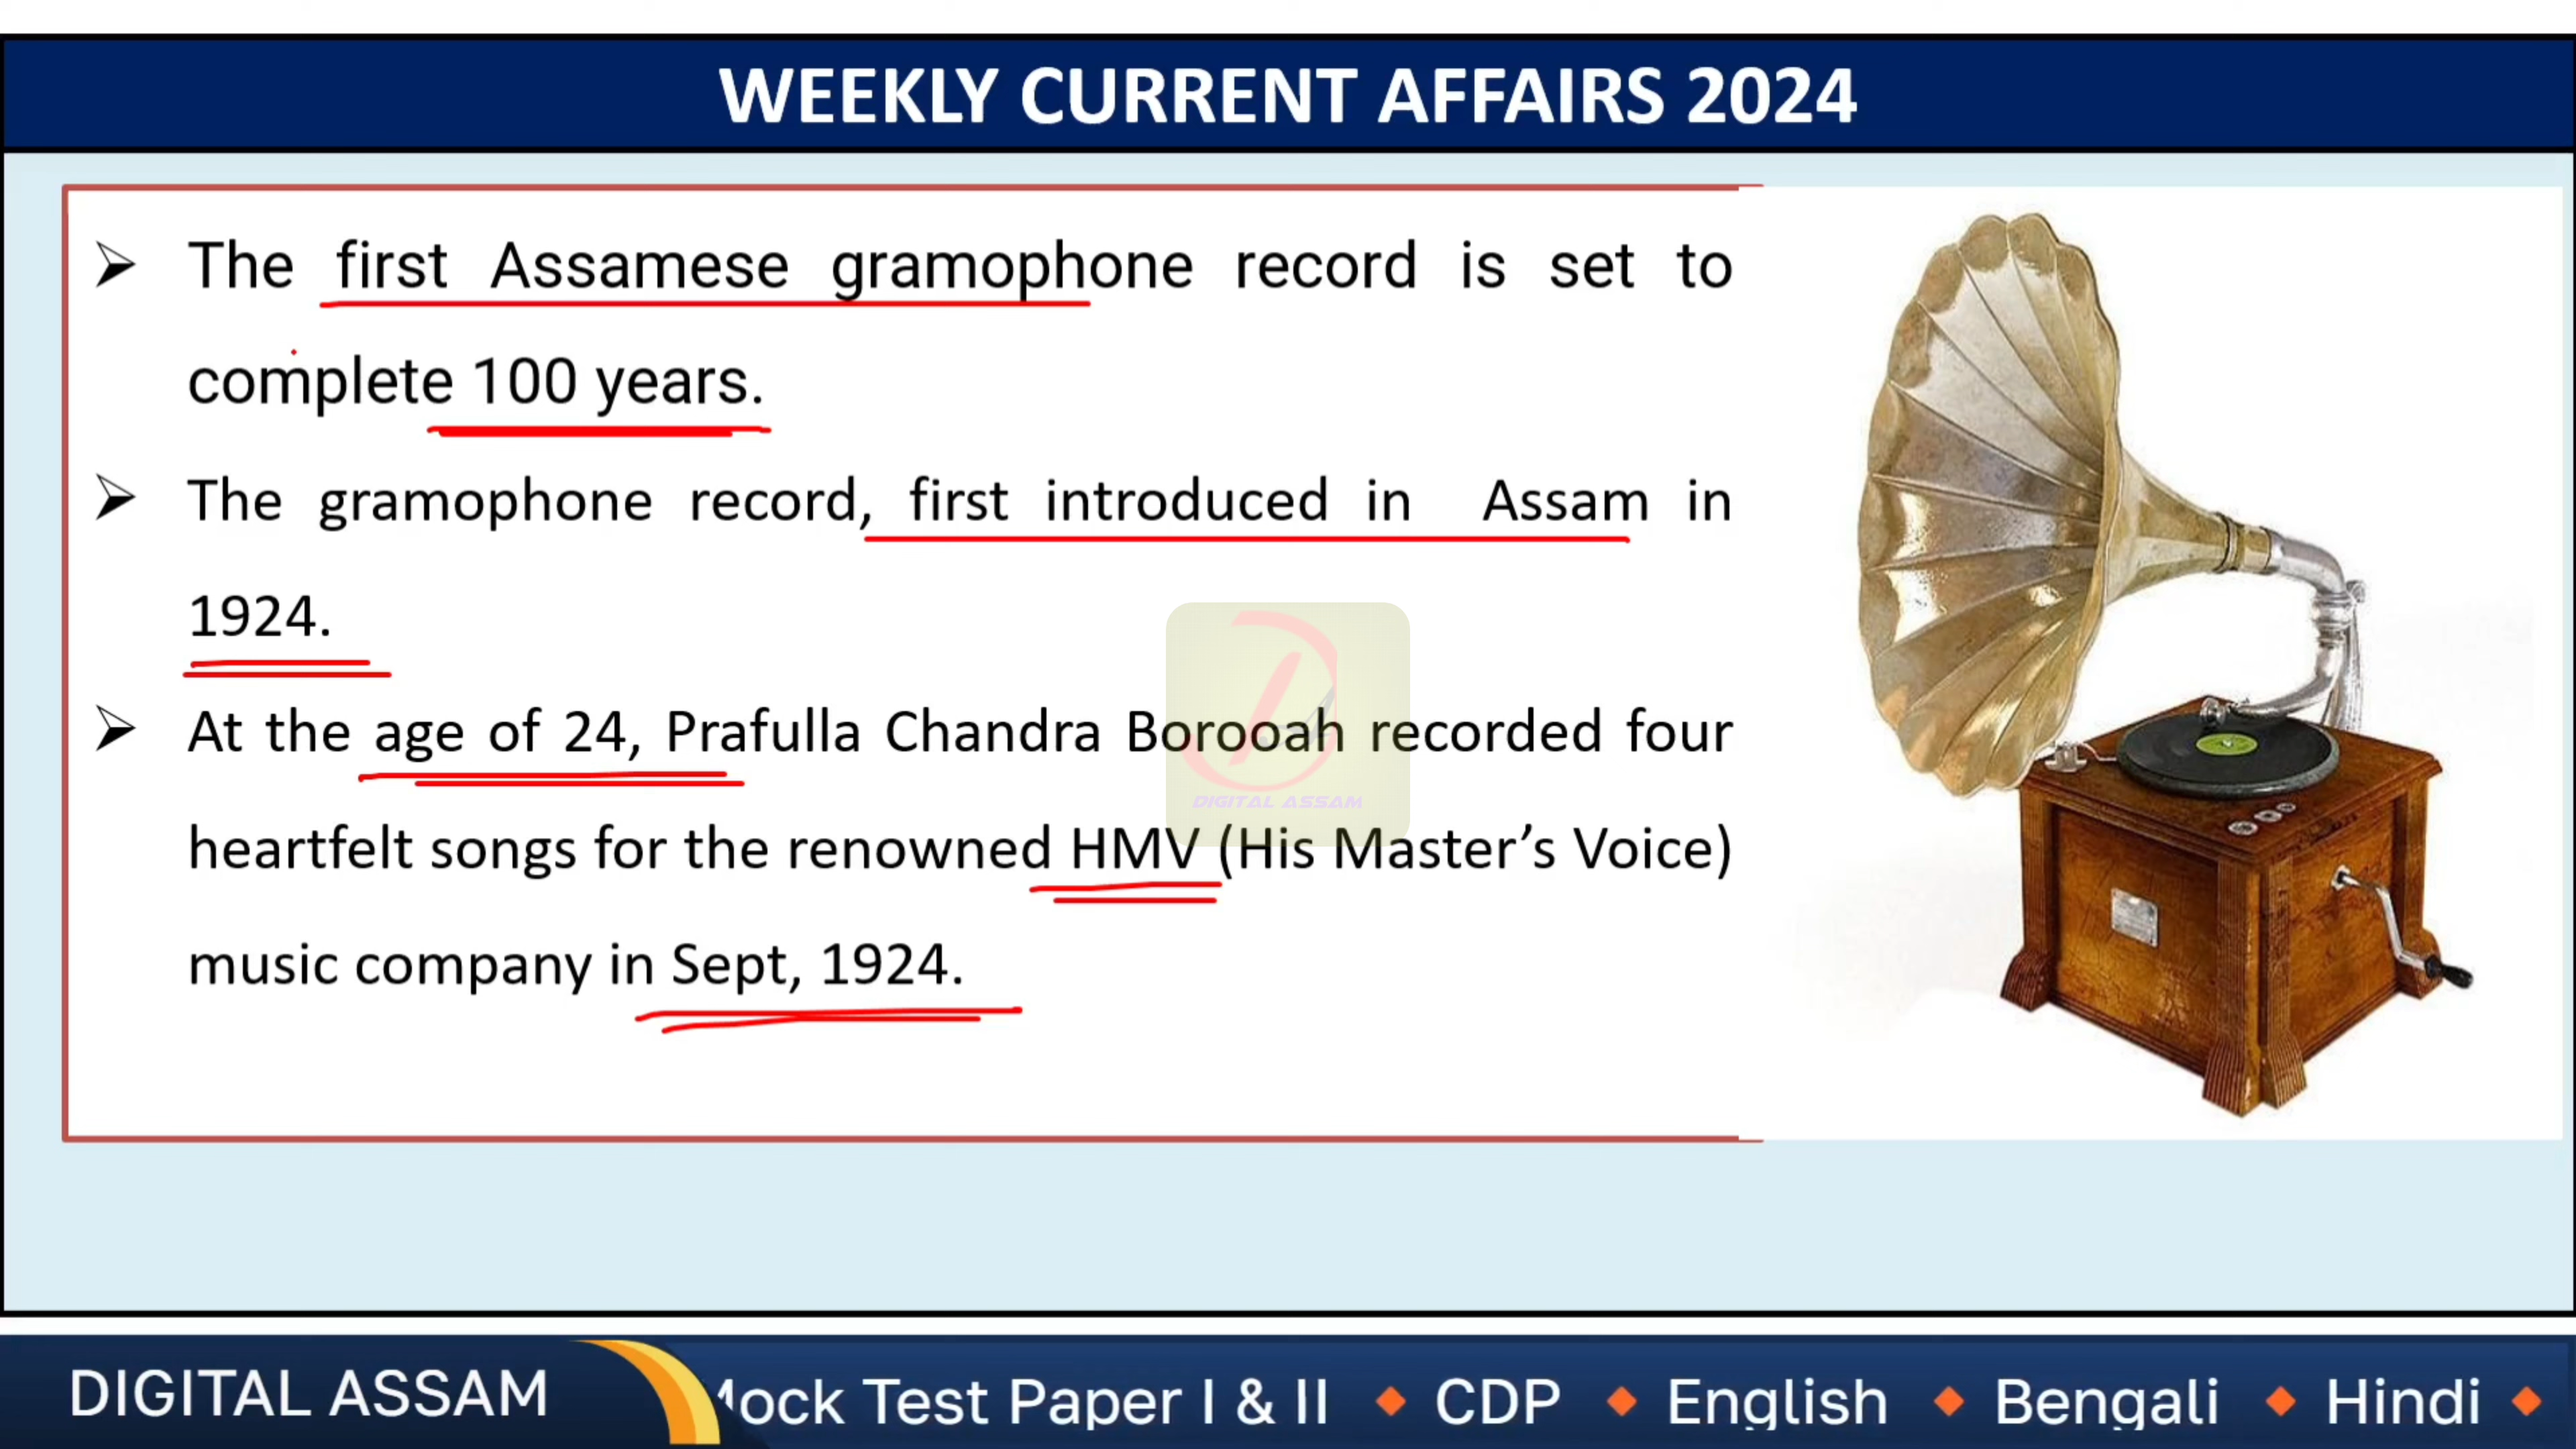 WEEKLY CURRENT AFFAIRS 2024
The first Assamese gramophone record is set to
complete 100 years.
The gramophone record, first introduced in Assam in
1924.
At the age of 24, Prafulla Chandra Borooah recorded four
heartfelt songs for the renowned HMV (His Master’s Voice)
music company in Sept, 1924.
DIGITAL ASSAM
DIGITAL ASSAM
Mock Test Paper I & II ◆ CDP ◆ English ◆ Bengali ◆ Hindi ◆